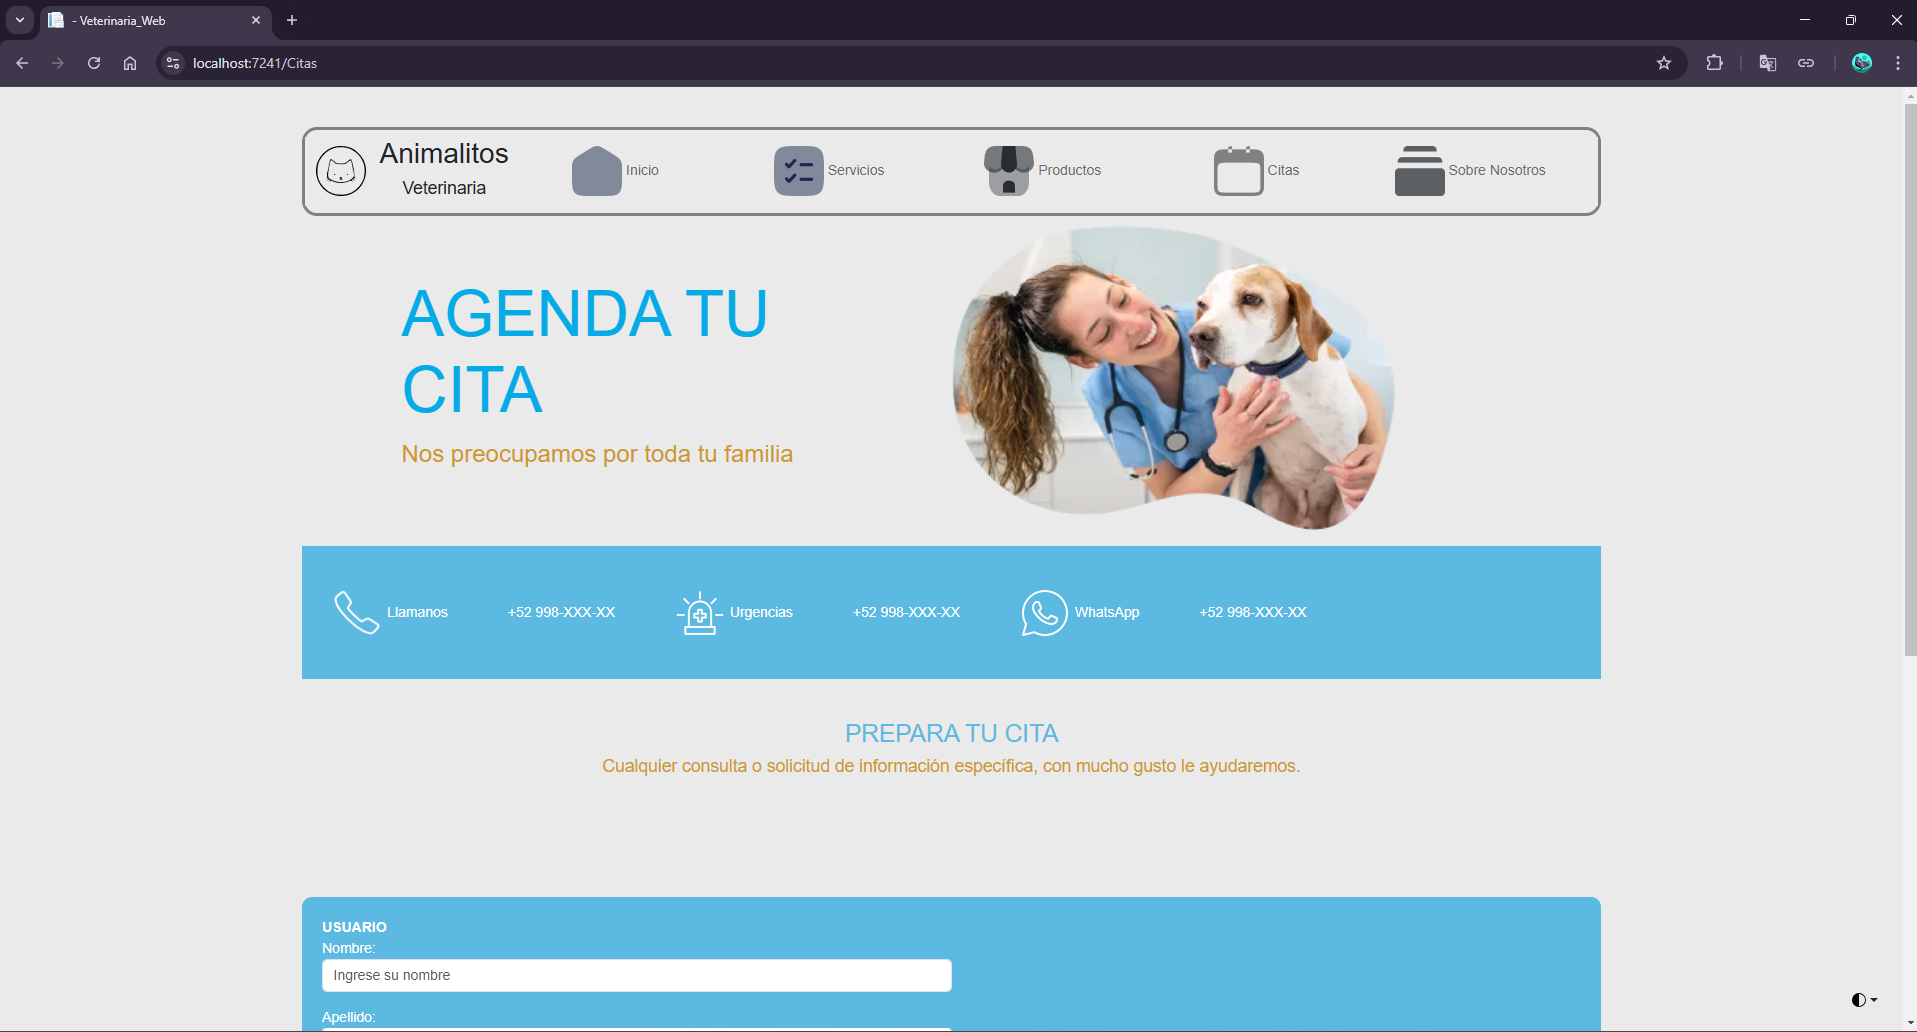 - Veterinaria_Web
localhost:7241/Citas
Animalitos
Veterinaria
Inicio
Servicios
Productos
Citas
Sobre Nosotros
AGENDA TU
CITA
Nos preocupamos por toda tu familia
Llamanos
+52 998-XXX-XX
Urgencias
+52 998-XXX-XX
WhatsApp
+52 998-XXX-XX
PREPARA TU CITA
Cualquier consulta o solicitud de información específica, con mucho gusto le ayudaremos.
USUARIO
Nombre:
Ingrese su nombre
Apellido: